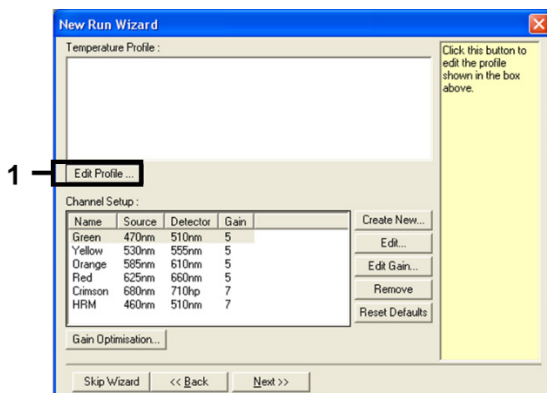 New Run Wizard
Temperature Profile :
Click this button to
edit the profile
shown in the box
above.
1
Edit Profile ...
Channel Setup :
Name Source Detector Gain
Green 470nm 510nm 5
Yellow 530nm 555nm 5
Orange 585nm 610nm 5
Red 625nm 660nm 5
Crimson 680nm 710hp 7
HRM 460nm 510nm 7
Create New...
Edit...
Edit Gain...
Remove
Reset Defaults
Gain Optimisation...
Skip Wizard
<< Back
Next >>